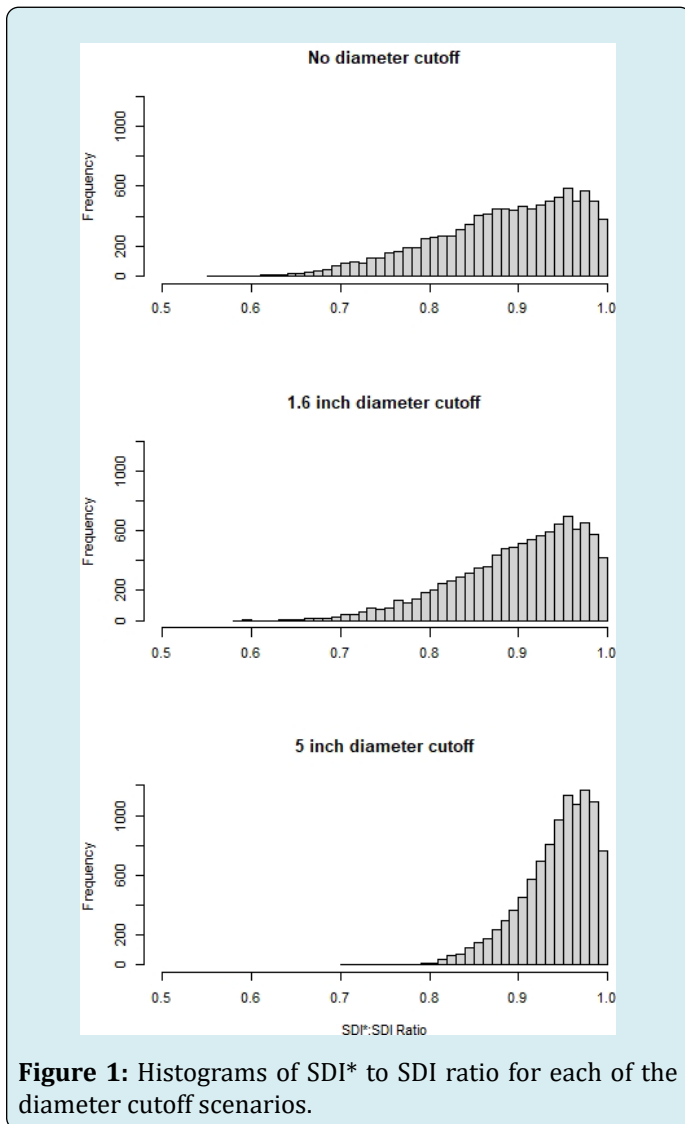 No diameter cutoff
Frequency
0 200 600 1000
0.5 0.6 0.7 0.8 0.9 1.0
1.6 inch diameter cutoff
Frequency
0 200 600 1000
0.5 0.6 0.7 0.8 0.9 1.0
5 inch diameter cutoff
Frequency
0 200 600 1000
0.5 0.6 0.7 0.8 0.9 1.0
SDI*:SDI Ratio
Figure 1: Histograms of SDI* to SDI ratio for each of the
diameter cutoff scenarios.